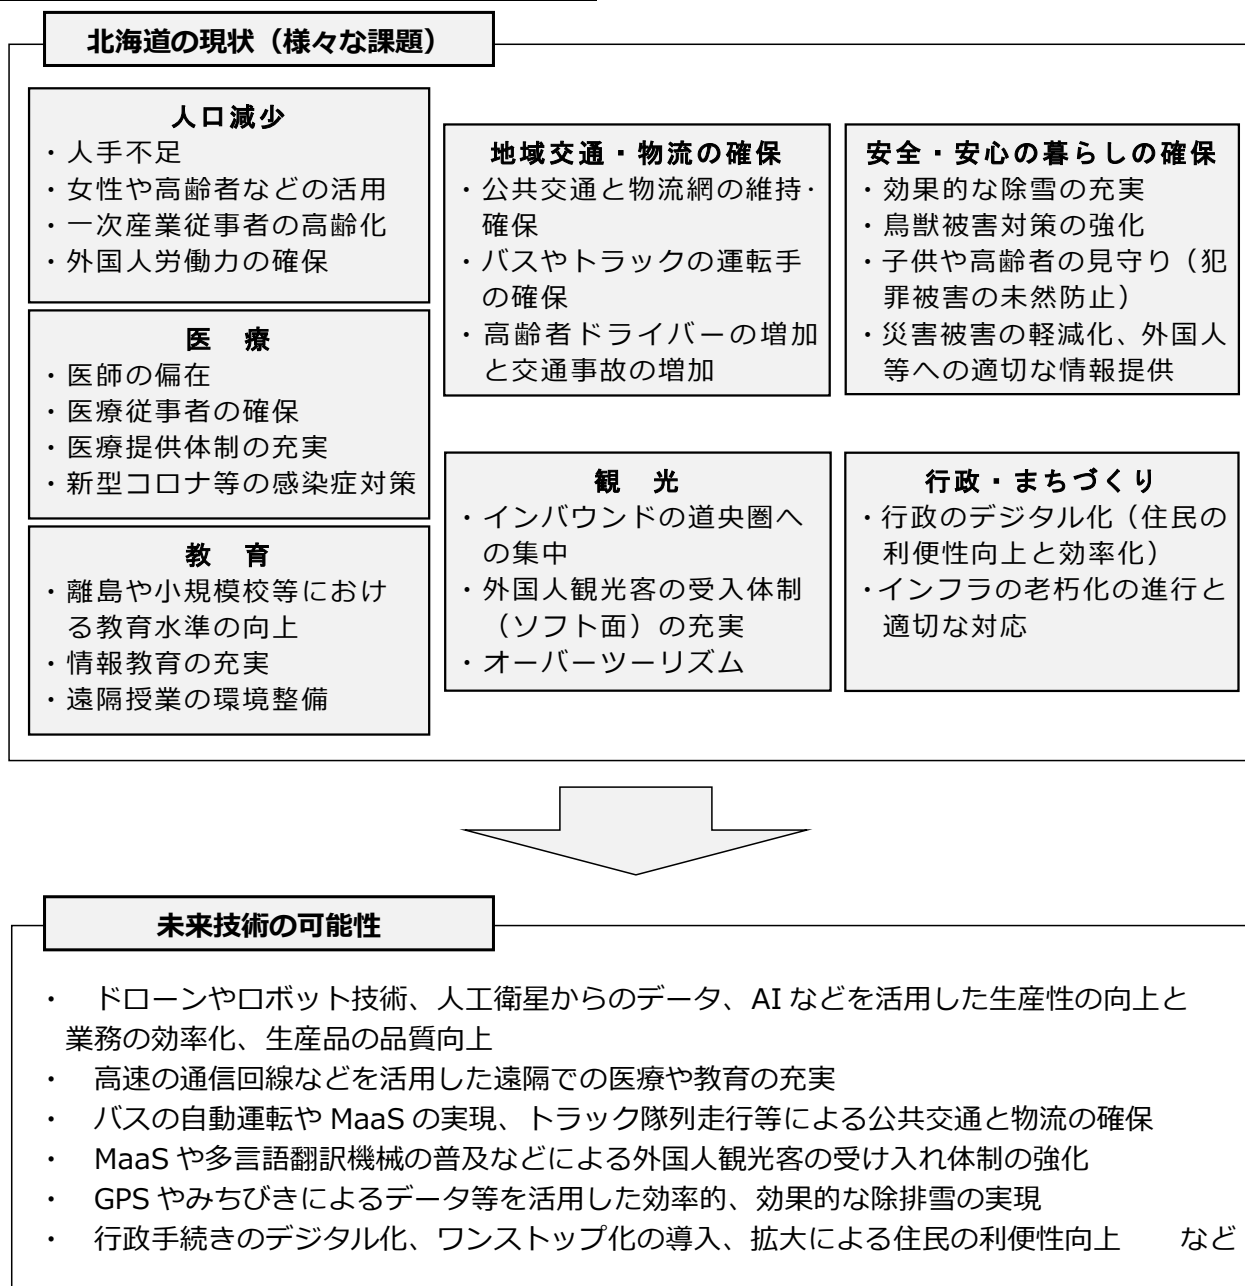 北海道の現状（様々な課題）
人口減少
・人手不足
・女性や高齢者などの活用
・一次産業従事者の高齢化
・外国人労働力の確保
医　療
・医師の偏在
・医療従事者の確保
・医療提供体制の充実
・新型コロナ等の感染症対策
教　育
・離島や小規模校等におけ
る教育水準の向上
・情報教育の充実
・遠隔授業の環境整備
地域交通・物流の確保
・公共交通と物流網の維持・
確保
・バスやトラックの運転手
の確保
・高齢者ドライバーの増加
と交通事故の増加
観　光
・インバウンドの道央圏へ
の集中
・外国人観光客の受入体制
（ソフト面）の充実
・オーバーツーリズム
安全・安心の暮らしの確保
・効果的な除雪の充実
・鳥獣被害対策の強化
・子供や高齢者の見守り（犯
罪被害の未然防止）
・災害被害の軽減化、外国人
等への適切な情報提供
行政・まちづくり
・行政のデジタル化（住民の
利便性向上と効率化）
・インフラの老朽化の進行と
適切な対応
未来技術の可能性
・　ドローンやロボット技術、人工衛星からのデータ、AI などを活用した生産性の向上と
業務の効率化、生産品の品質向上
・　高速の通信回線などを活用した遠隔での医療や教育の充実
・　バスの自動運転や MaaS の実現、トラック隊列走行等による公共交通と物流の確保
・　MaaS や多言語翻訳機械の普及などによる外国人観光客の受け入れ体制の強化
・　GPS やみちびきによるデータ等を活用した効率的、効果的な除排雪の実現
・　行政手続きのデジタル化、ワンストップ化の導入、拡大による住民の利便性向上　　など